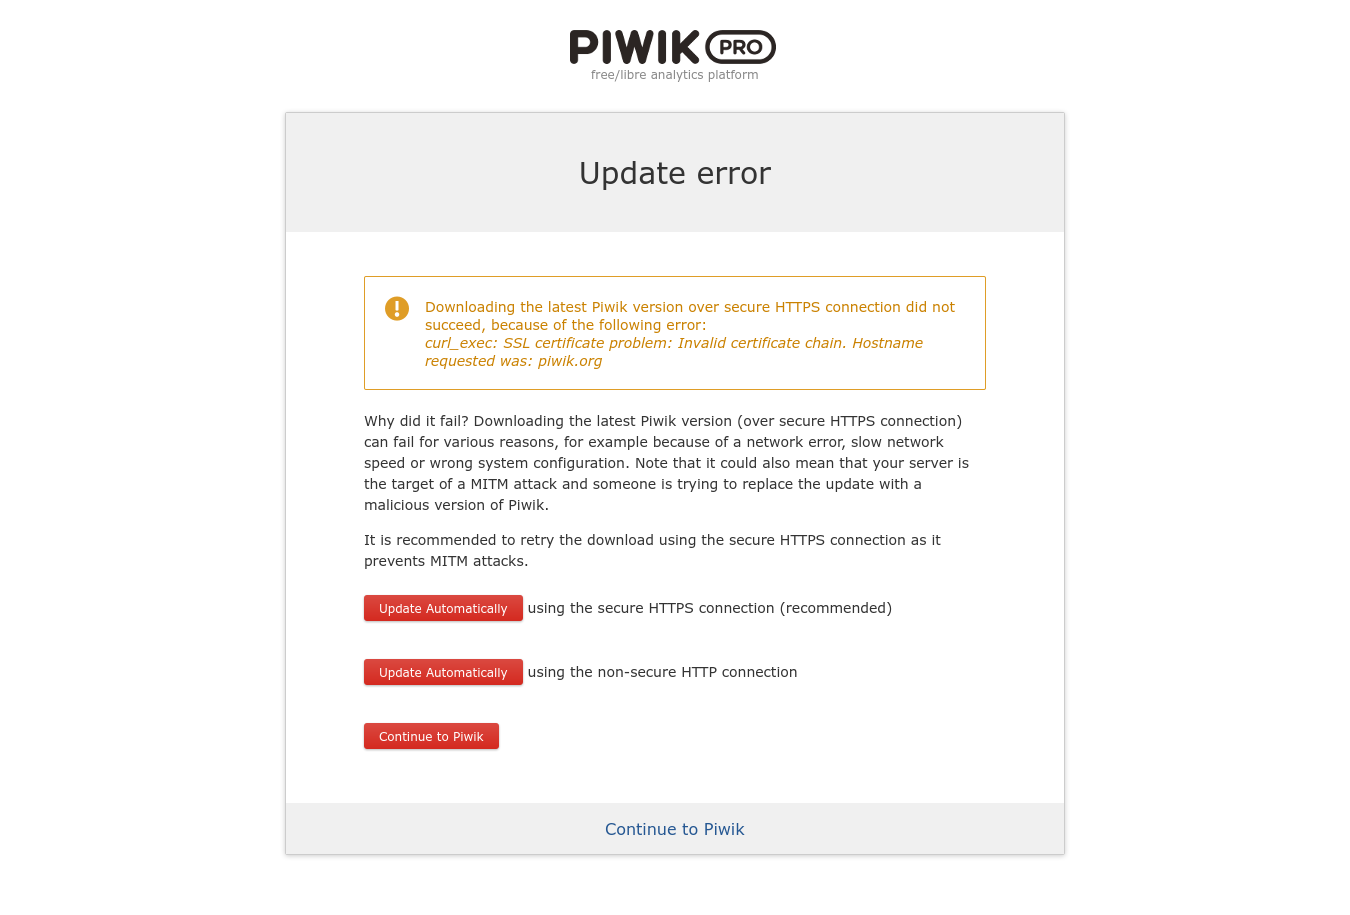 PIWIK PRO
free/libre analytics platform
Update error
Downloading the latest Piwik version over secure HTTPS connection did not
succeed, because of the following error:
curl_exec: SSL certificate problem: Invalid certificate chain. Hostname
requested was: piwik.org
Why did it fail? Downloading the latest Piwik version (over secure HTTPS connection)
can fail for various reasons, for example because of a network error, slow network
speed or wrong system configuration. Note that it could also mean that your server is
the target of a MITM attack and someone is trying to replace the update with a
malicious version of Piwik.
It is recommended to retry the download using the secure HTTPS connection as it
prevents MITM attacks.
Update Automatically using the secure HTTPS connection (recommended)
Update Automatically using the non-secure HTTP connection
Continue to Piwik
Continue to Piwik